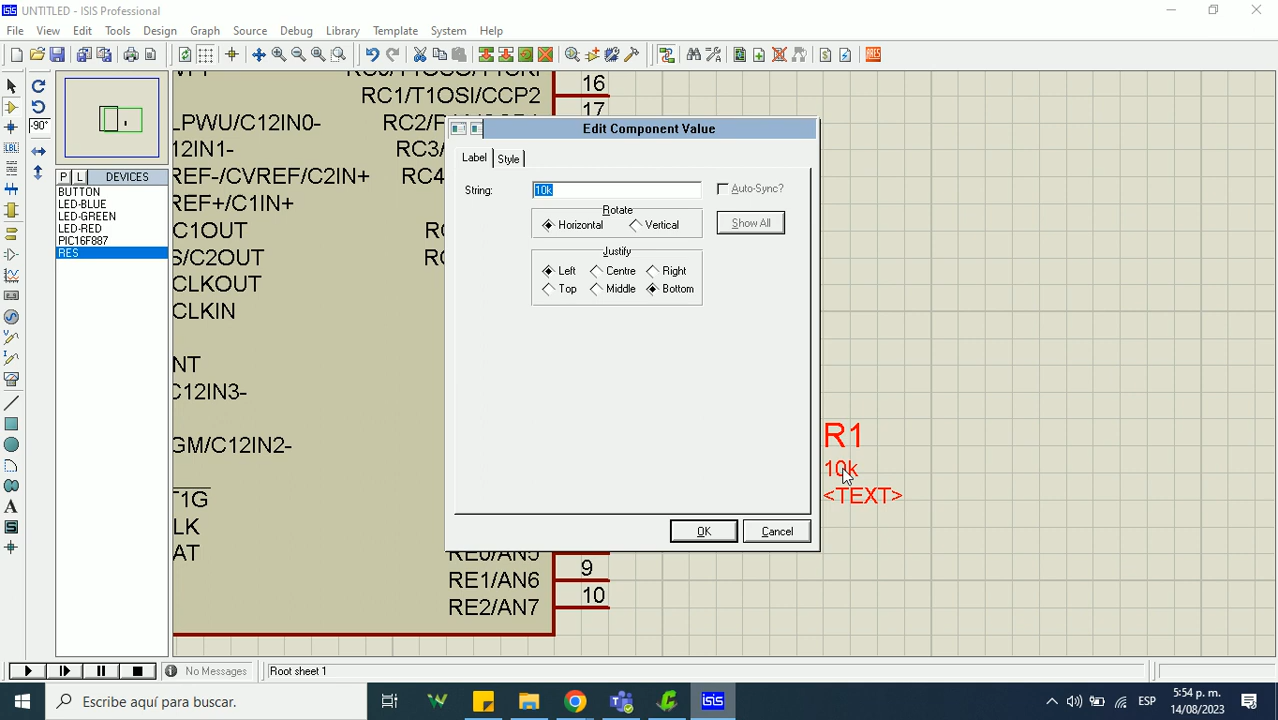 UNTITLED - ISIS Professional
File View Edit Tools Design Graph Source Debug Library Template System Help
-90°
P L DEVICES
BUTTON
LED-BLUE
LED-GREEN
LED-RED
PIC16F887
RES
RC1/T1OSI/CCP2
16
17
LPWU/C12IN0-
12IN1-
REF-/CVREF/C2IN+
REF+/C1IN+
C1OUT
S/C2OUT
CLKOUT
CLKIN
NT
C12IN3-
GM/C12IN2-
T1G
LK
AT
Edit Component Value
Label Style
String: 10k Auto-Sync?
Rotate
Horizontal Vertical
Show All
Justify
Left Centre Right
Top Middle Bottom
OK Cancel
R1
10k
<TEXT>
RE0/AN5
RE1/AN6 9
RE2/AN7 10
No Messages Root sheet 1
Escribe aquí para buscar.
ESP
5:54 p. m.
14/08/2023